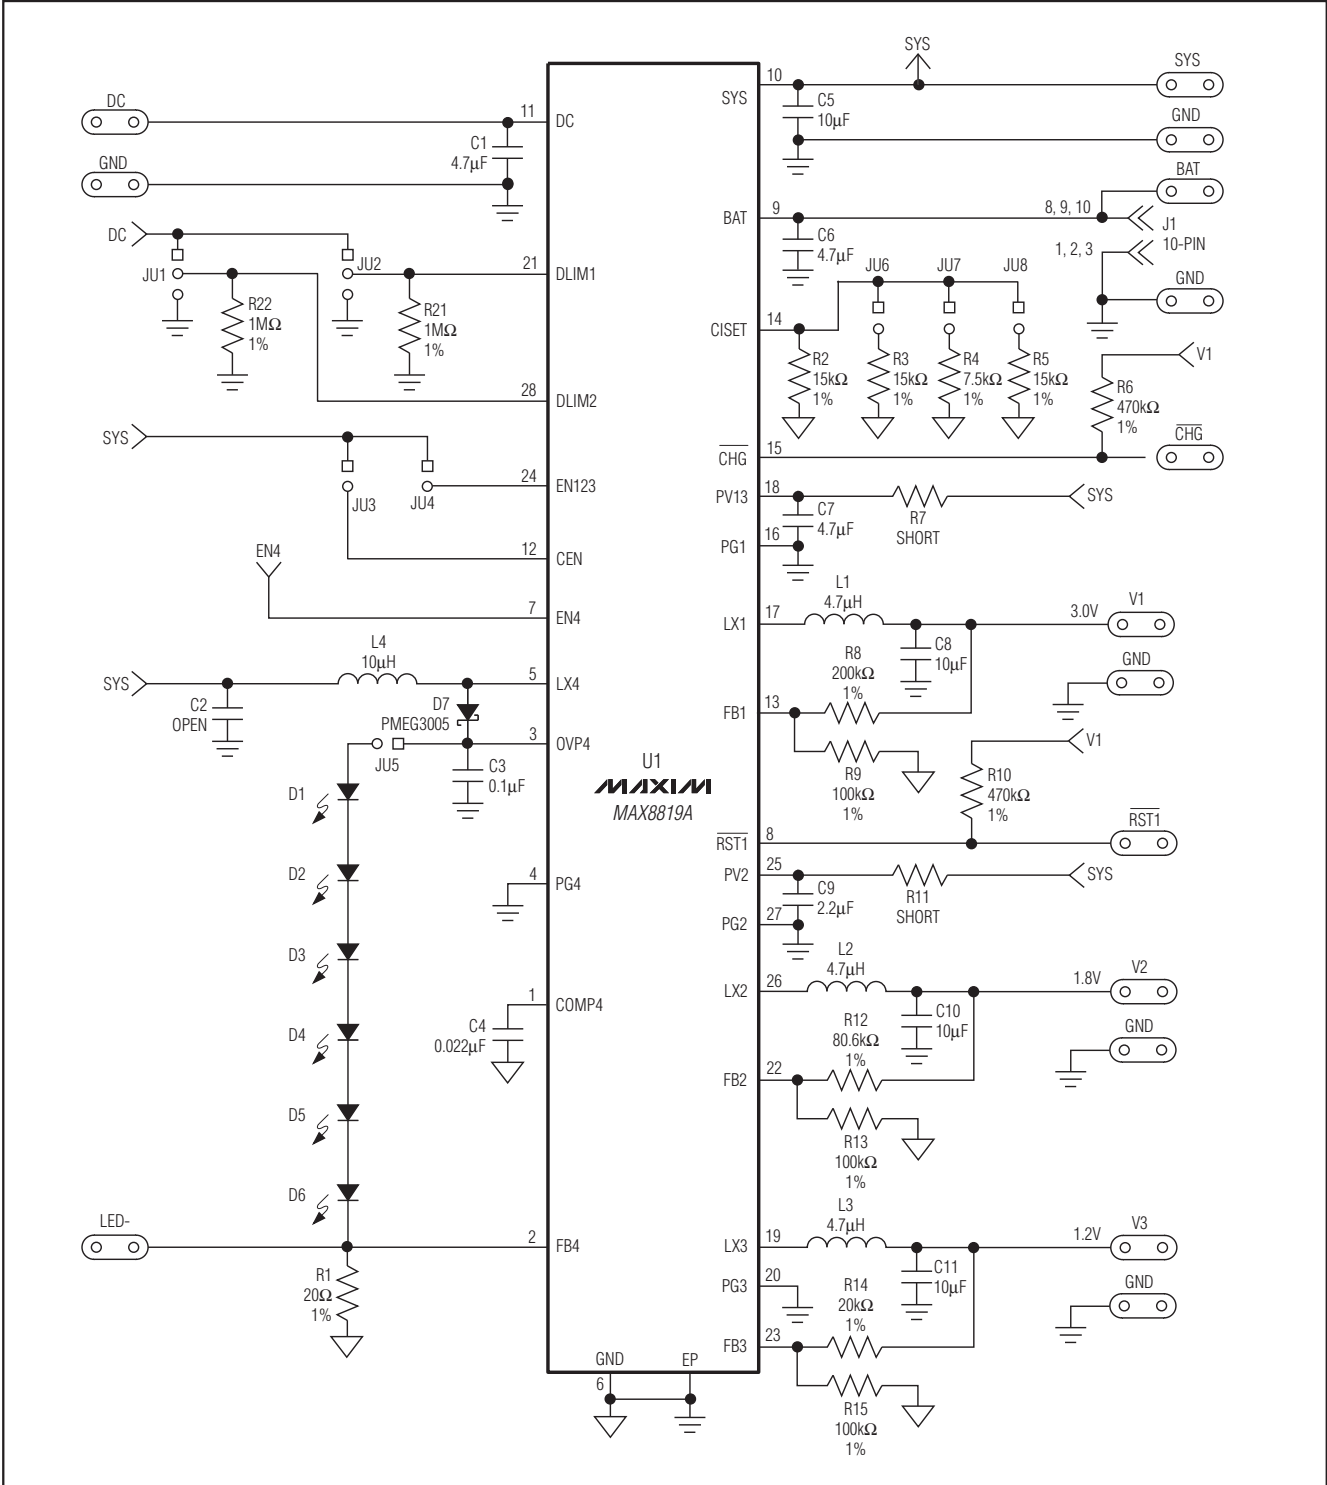 SYS
DC
11
DC
C1
4.7µF
GND
10
SYS
SYS
C5
10µF
GND
BAT
9
BAT
8, 9, 10
J1
10-PIN
1, 2, 3
C6
4.7µF
GND
DC
JU1
JU2
21
DLIM1
R22
1MΩ
1%
R21
1MΩ
1%
28
DLIM2
JU6
JU7
JU8
14
CISET
R2
15kΩ
1%
R3
15kΩ
1%
R4
7.5kΩ
1%
R5
15kΩ
1%
V1
R6
470kΩ
1%
SYS
JU3
JU4
24
EN123
12
CEN
EN4
7
EN4
15
CHG
CHG
18
PV13
R7
SHORT
SYS
C7
4.7µF
16
PG1
L1
4.7µH
17
LX1
3.0V
V1
C8
10µF
GND
R8
200kΩ
1%
13
FB1
R9
100kΩ
1%
V1
R10
470kΩ
1%
SYS
L4
10µH
5
LX4
C2
OPEN
D7
PMEG3005
3
OVP4
JU5
C3
0.1µF
U1
MAXIM
MAX8819A
D1
D2
D3
D4
D5
D6
8
RST1
RST1
25
PV2
R11
SHORT
SYS
C9
2.2µF
27
PG2
4
PG4
1
COMP4
C4
0.022µF
L2
4.7µH
26
LX2
1.8V
V2
C10
10µF
GND
R12
80.6kΩ
1%
22
FB2
R13
100kΩ
1%
LED-
2
FB4
R1
20Ω
1%
L3
4.7µH
19
LX3
1.2V
V3
C11
10µF
GND
20
PG3
R14
20kΩ
1%
23
FB3
R15
100kΩ
1%
GND
6
EP